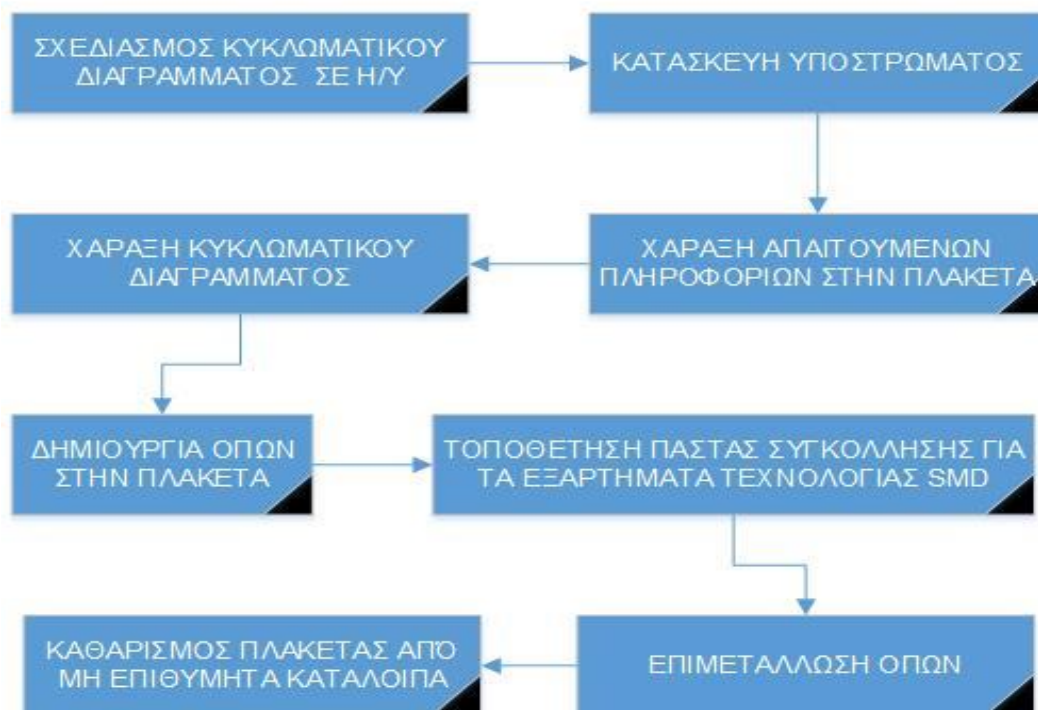 ΣΧΕΔΙΑΣΜΟΣ ΚΥΚΛΩΜΑΤΙΚΟΥ
ΔΙΑΓΡΑΜΜΑΤΟΣ ΣΕ Η/Υ
ΚΑΤΑΣΚΕΥΗ ΥΠΟΣΤΡΩΜΑΤΟΣ
ΧΑΡΑΞΗ ΑΠΑΙΤΟΥΜΕΝΩΝ
ΠΛΗΡΟΦΟΡΙΩΝ ΣΤΗΝ ΠΛΑΚΕΤΑ
ΧΑΡΑΞΗ ΚΥΚΛΩΜΑΤΙΚΟΥ
ΔΙΑΓΡΑΜΜΑΤΟΣ
ΔΗΜΙΟΥΡΓΙΑ ΟΠΩΝ
ΣΤΗΝ ΠΛΑΚΕΤΑ
ΤΟΠΟΘΕΤΗΣΗ ΠΑΣΤΑΣ ΣΥΓΚΟΛΛΗΣΗΣ ΓΙΑ
ΤΑ ΕΞΑΡΤΗΜΑΤΑ ΤΕΧΝΟΛΟΓΙΑΣ SMD
ΕΠΙΜΕΤΑΛΛΩΣΗ ΟΠΩΝ
ΚΑΘΑΡΙΣΜΟΣ ΠΛΑΚΕΤΑΣ ΑΠΌ
ΜΗ ΕΠΙΘΥΜΗΤΑ ΚΑΤΑΛΟΙΠΑ